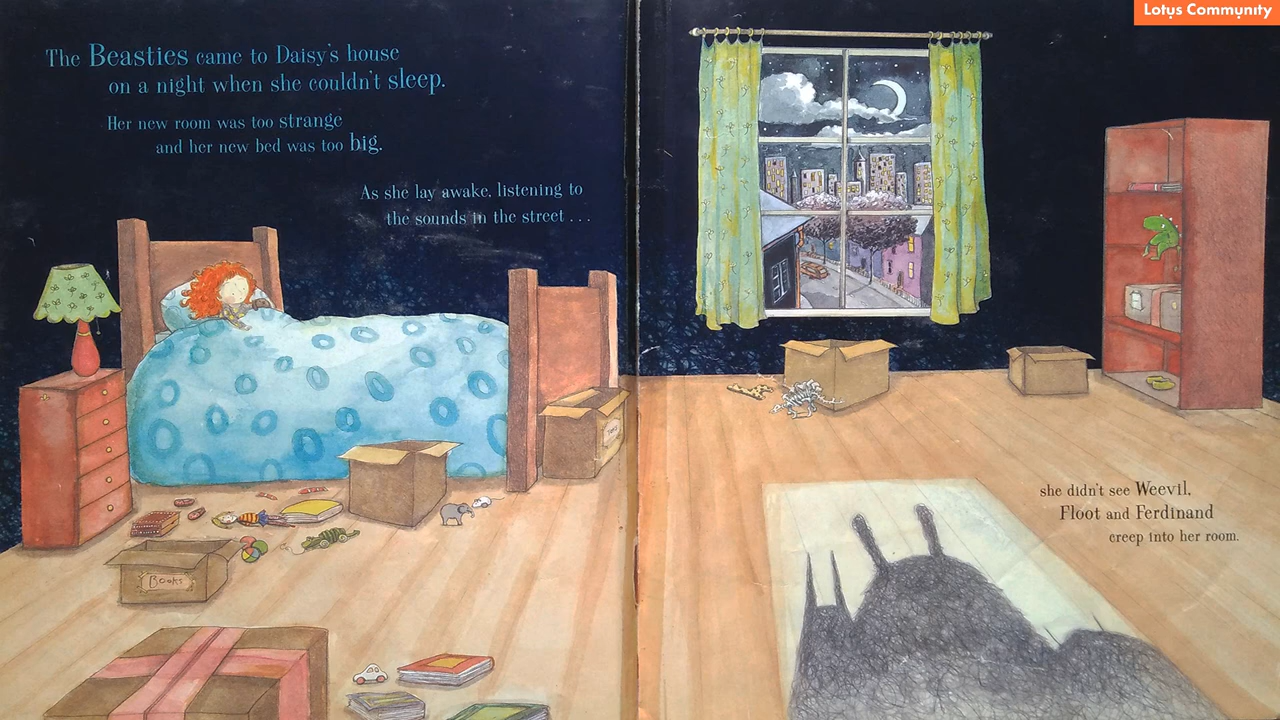 Lotus Community
The Beasties came to Daisy's house
on a night when she couldn't sleep.
Her new room was too strange
and her new bed was too big.
As she lay awake, listening to
the sounds in the street . . .
Books
Toys
she didn't see Weevil,
Floot and Ferdinand
creep into her room.